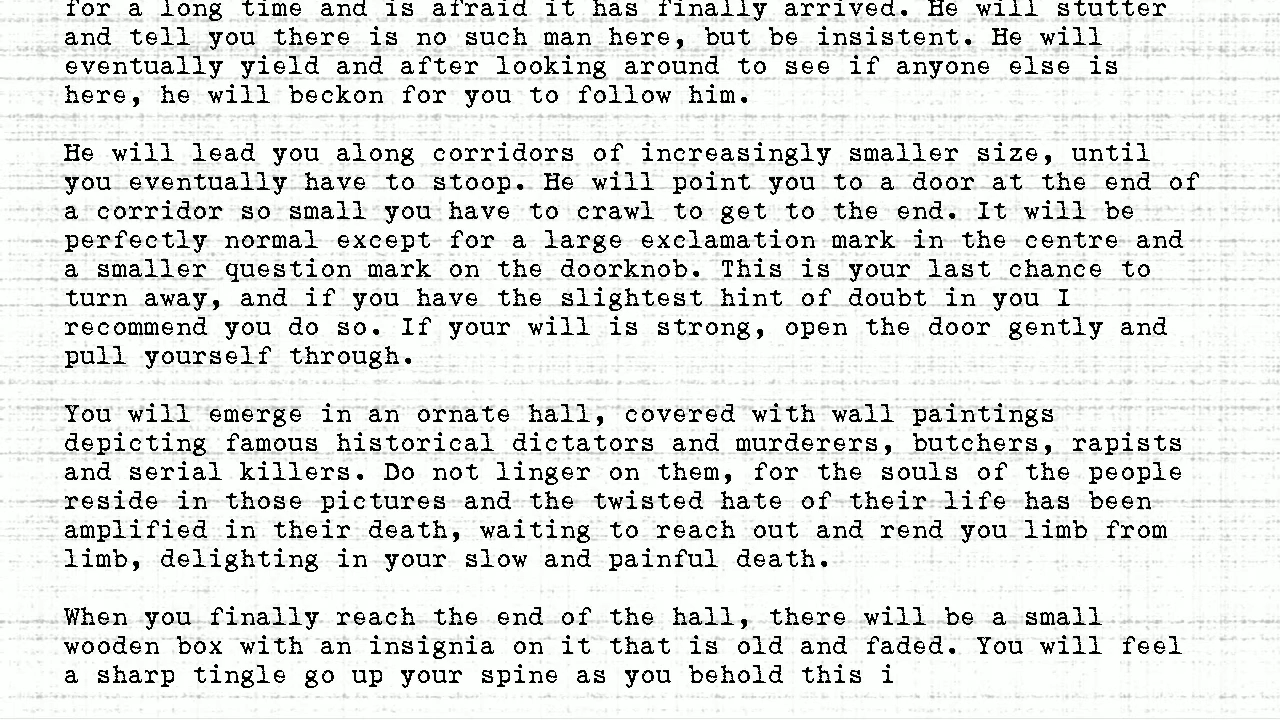 for a long time and is afraid it has finally arrived. He will stutter
and tell you there is no such man here, but be insistent. He will
eventually yield and after looking around to see if anyone else is
here, he will beckon for you to follow him.
He will lead you along corridors of increasingly smaller size, until
you eventually have to stoop. He will point you to a door at the end of
a corridor so small you have to crawl to get to the end. It will be
perfectly normal except for a large exclamation mark in the centre and
a smaller question mark on the doorknob. This is your last chance to
turn away, and if you have the slightest hint of doubt in you I
recommend you do so. If your will is strong, open the door gently and
pull yourself through.
You will emerge in an ornate hall, covered with wall paintings
depicting famous historical dictators and murderers, butchers, rapists
and serial killers. Do not linger on them, for the souls of the people
reside in those pictures and the twisted hate of their life has been
amplified in their death, waiting to reach out and rend you limb from
limb, delighting in your slow and painful death.
When you finally reach the end of the hall, there will be a small
wooden box with an insignia on it that is old and faded. You will feel
a sharp tingle go up your spine as you behold this i